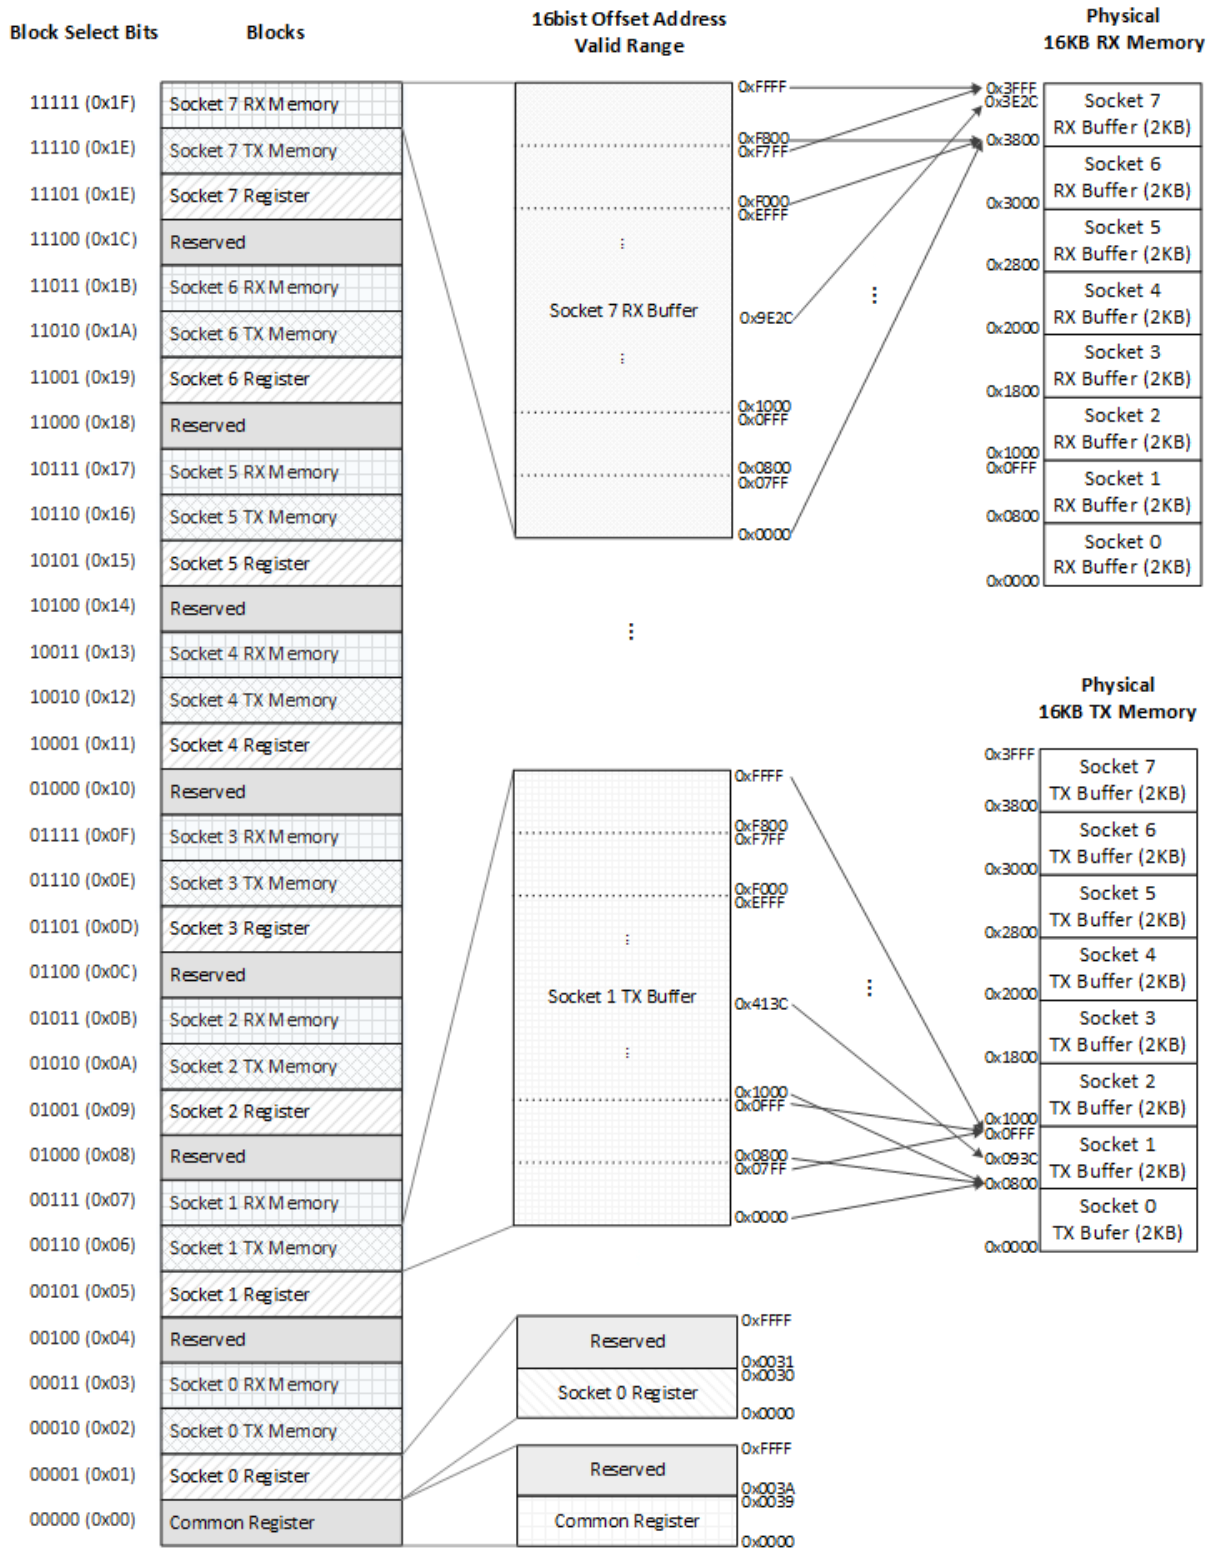 Block Select Bits
Blocks
16bist Offset Address
Valid Range
Physical
16KB RX Memory
11111 (0x1F)
Socket 7 RX Memory
11110 (0x1E)
Socket 7 TX Memory
11101 (0x1E)
Socket 7 Register
11100 (0x1C)
Reserved
11011 (0x1B)
Socket 6 RX Memory
11010 (0x1A)
Socket 6 TX Memory
11001 (0x19)
Socket 6 Register
11000 (0x18)
Reserved
10111 (0x17)
Socket 5 RX Memory
10110 (0x16)
Socket 5 TX Memory
10101 (0x15)
Socket 5 Register
10100 (0x14)
Reserved
10011 (0x13)
Socket 4 RX Memory
10010 (0x12)
Socket 4 TX Memory
10001 (0x11)
Socket 4 Register
01000 (0x10)
Reserved
01111 (0x0F)
Socket 3 RX Memory
01110 (0x0E)
Socket 3 TX Memory
01101 (0x0D)
Socket 3 Register
01100 (0x0C)
Reserved
01011 (0x0B)
Socket 2 RX Memory
01010 (0x0A)
Socket 2 TX Memory
01001 (0x09)
Socket 2 Register
01000 (0x08)
Reserved
00111 (0x07)
Socket 1 RX Memory
00110 (0x06)
Socket 1 TX Memory
00101 (0x05)
Socket 1 Register
00100 (0x04)
Reserved
00011 (0x03)
Socket 0 RX Memory
00010 (0x02)
Socket 0 TX Memory
00001 (0x01)
Socket 0 Register
00000 (0x00)
Common Register
0xFFFF
0xF800
0xF7FF
0xF000
0xEFFF
...
Socket 7 RX Buffer
0x9E2C
...
0x1000
0x0FFF
0x0800
0x07FF
0x0000
...
...
0x3FFF
0x3E2C
Socket 7
RX Buffer (2KB)
0x3800
Socket 6
RX Buffer (2KB)
0x3000
Socket 5
RX Buffer (2KB)
0x2800
Socket 4
RX Buffer (2KB)
0x2000
Socket 3
RX Buffer (2KB)
0x1800
Socket 2
RX Buffer (2KB)
0x1000
0x0FFF
Socket 1
RX Buffer (2KB)
0x0800
Socket 0
RX Buffer (2KB)
0x0000
Physical
16KB TX Memory
0xFFFF
0xF800
0xF7FF
0xF000
0xEFFF
...
Socket 1 TX Buffer
0x413C
...
0x1000
0x0FFF
0x0800
0x07FF
0x0000
...
0x3FFF
Socket 7
TX Buffer (2KB)
0x3800
Socket 6
TX Buffer (2KB)
0x3000
Socket 5
TX Buffer (2KB)
0x2800
Socket 4
TX Buffer (2KB)
0x2000
Socket 3
TX Buffer (2KB)
0x1800
Socket 2
TX Buffer (2KB)
0x1000
0x0FFF
Socket 1
0x093C
TX Buffer (2KB)
0x0800
Socket 0
TX Bufer (2KB)
0x0000
0xFFFF
Reserved
0x0031
0x0030
Socket 0 Register
0x0000
0xFFFF
Reserved
0x003A
0x0039
Common Register
0x0000